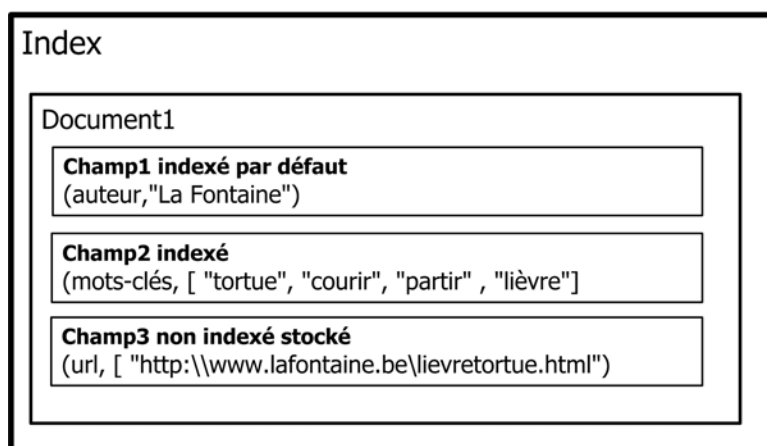 Index
Document1
Champ1 indexé par défaut
(auteur,"La Fontaine")
Champ2 indexé
(mots-clés, [ "tortue", "courir", "partir" , "lièvre"]
Champ3 non indexé stocké
(url, [ "http:\\www.lafontaine.be\lievretortue.html")